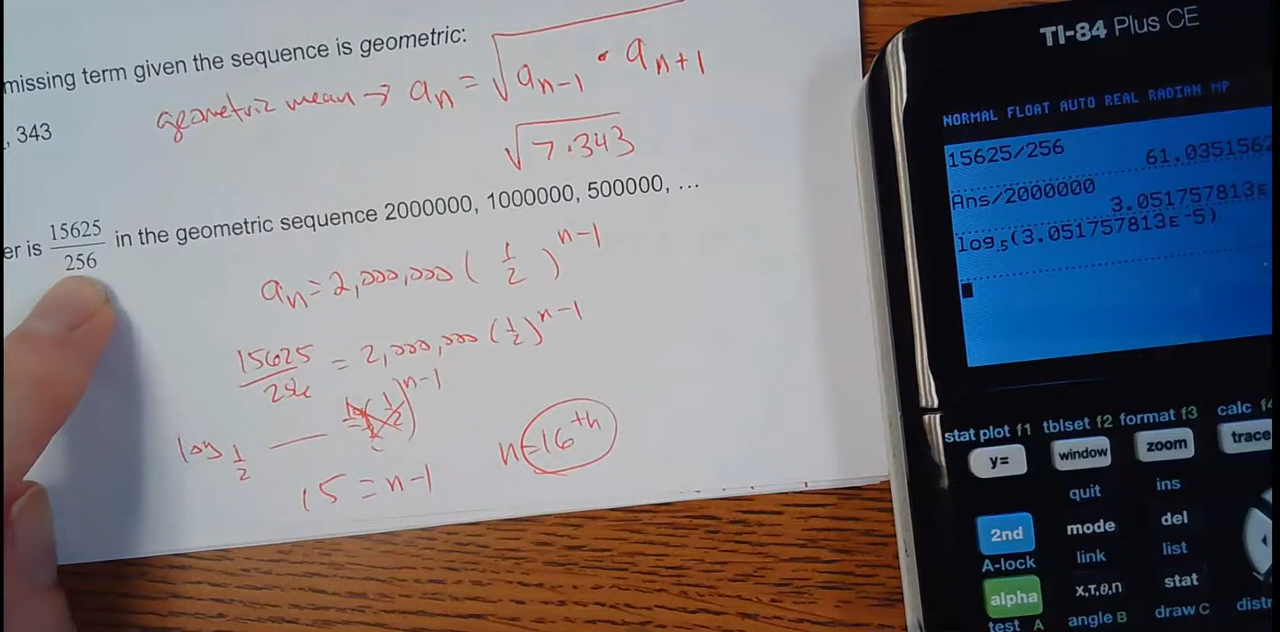 missing term given the sequence is geometric:
geometric mean → aₙ = √(aₙ₋₁ · aₙ₊₁)
, 343
√7·343
er is 15625/256 in the geometric sequence 2000000, 1000000, 500000, ...
aₙ = 2,000,000 (1/2)ⁿ⁻¹
15625/256 = 2,000,000 (1/2)ⁿ⁻¹
log 1/2 — = (1/2)ⁿ⁻¹
15 = n-1
n=16ᵗʰ
TI-84 Plus CE
NORMAL FLOAT AUTO REAL RADIAN MP
15625/256
61.0351562
Ans/2000000
3.051757813E
log.5(3.051757813E-5)
stat plot f1 tblset f2 format f3 calc f4
y= window zoom trace
quit ins
2nd mode del
A-lock link list
alpha X,T,θ,n stat
test A angle B draw C distr